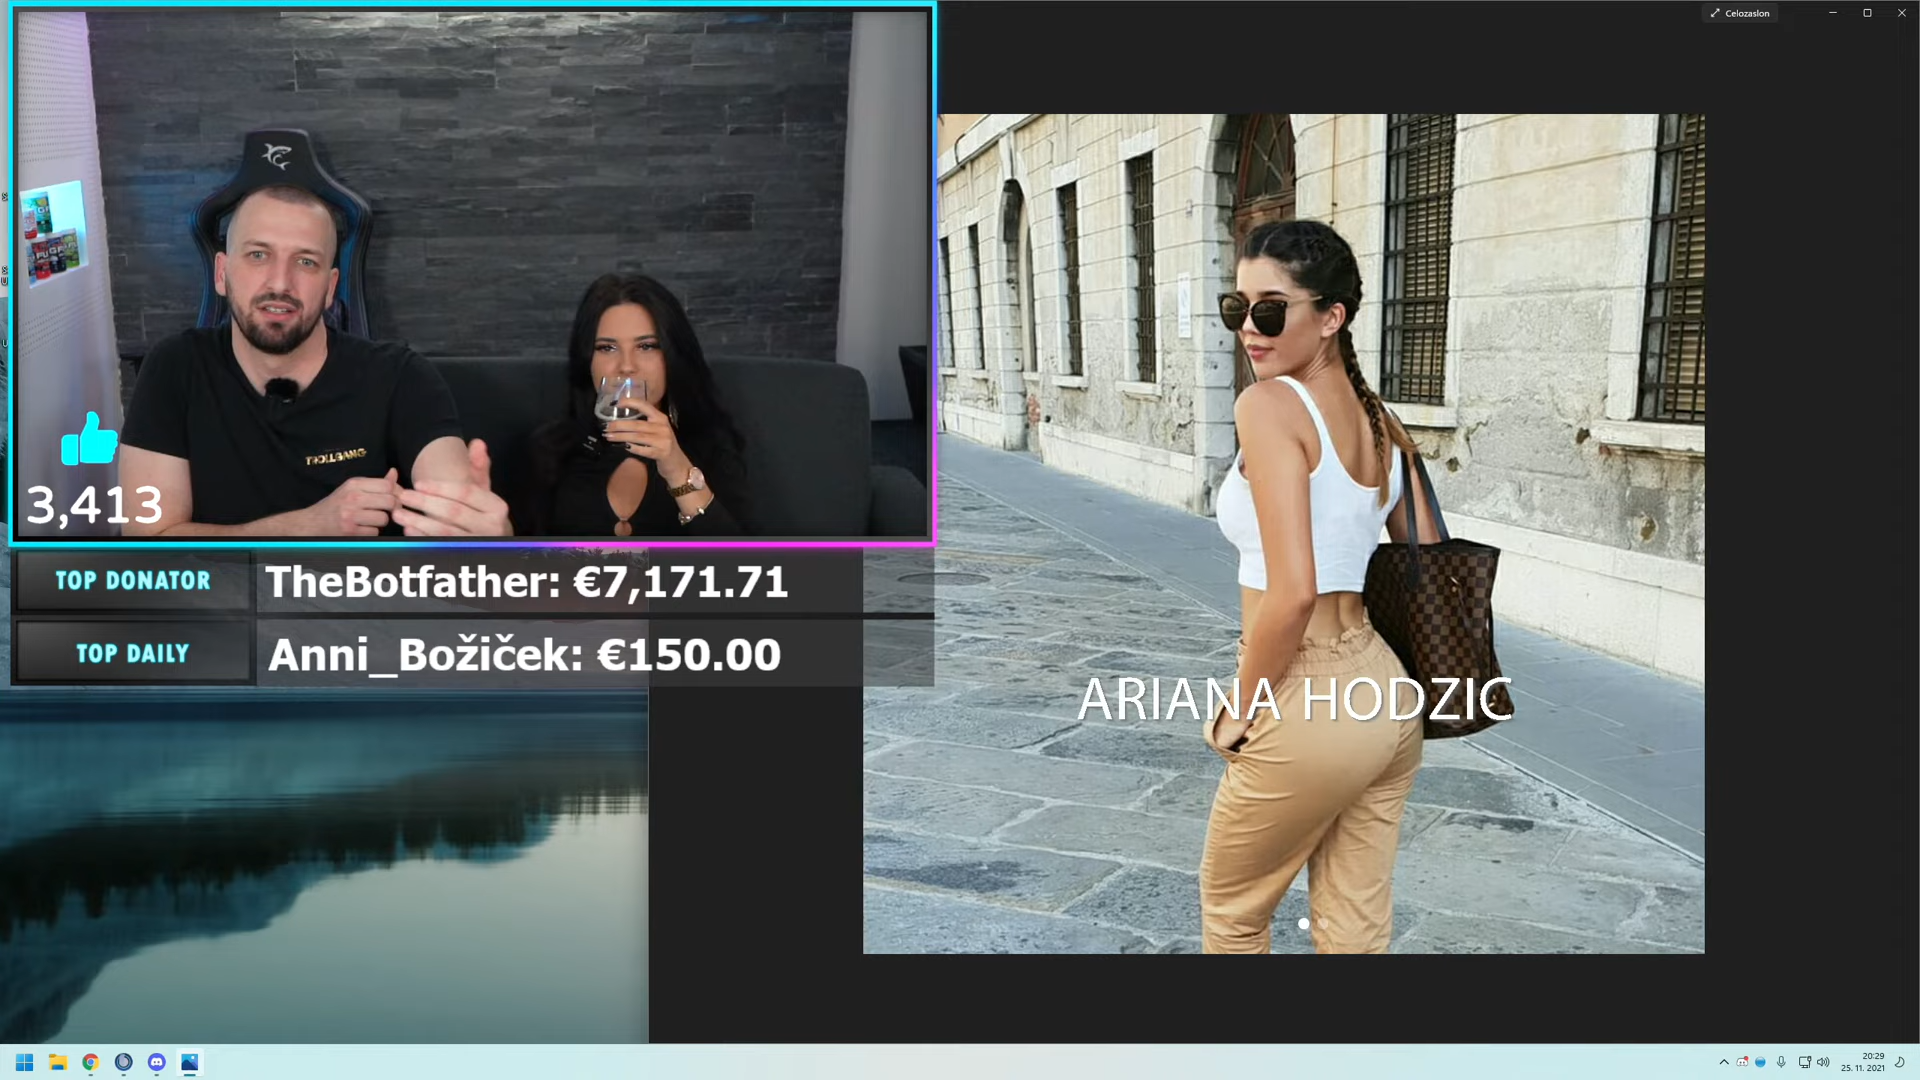 Celozaslon
TROLLGANG
3,413
TOP DONATOR
TheBotfather: €7,171.71
TOP DAILY
Anni_Božiček: €150.00
ARIANA HODZIC
20:29
25. 11. 2021